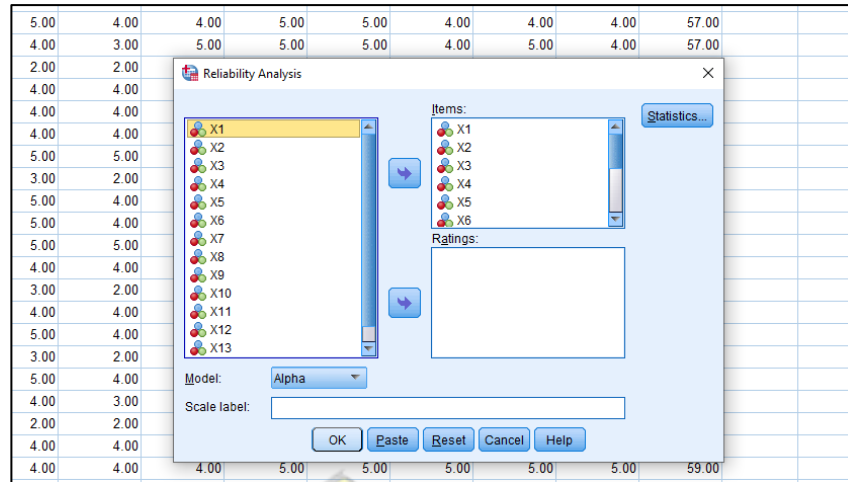 5.00 4.00 4.00 5.00 5.00 4.00 4.00 4.00 57.00
4.00 3.00 5.00 5.00 5.00 4.00 5.00 4.00 57.00
2.00 2.00
4.00 4.00
4.00 4.00
4.00 4.00
5.00 5.00
3.00 2.00
5.00 4.00
5.00 4.00
5.00 5.00
4.00 4.00
3.00 2.00
4.00 4.00
5.00 4.00
3.00 2.00
5.00 4.00
4.00 3.00
2.00 2.00
4.00 4.00
4.00 4.00 4.00 5.00 5.00 5.00 5.00 5.00 59.00
Reliability Analysis
X1
X2
X3
X4
X5
X6
X7
X8
X9
X10
X11
X12
X13
Items:
X1
X2
X3
X4
X5
X6
Statistics...
Ratings:
Model: Alpha
Scale label:
OK Paste Reset Cancel Help